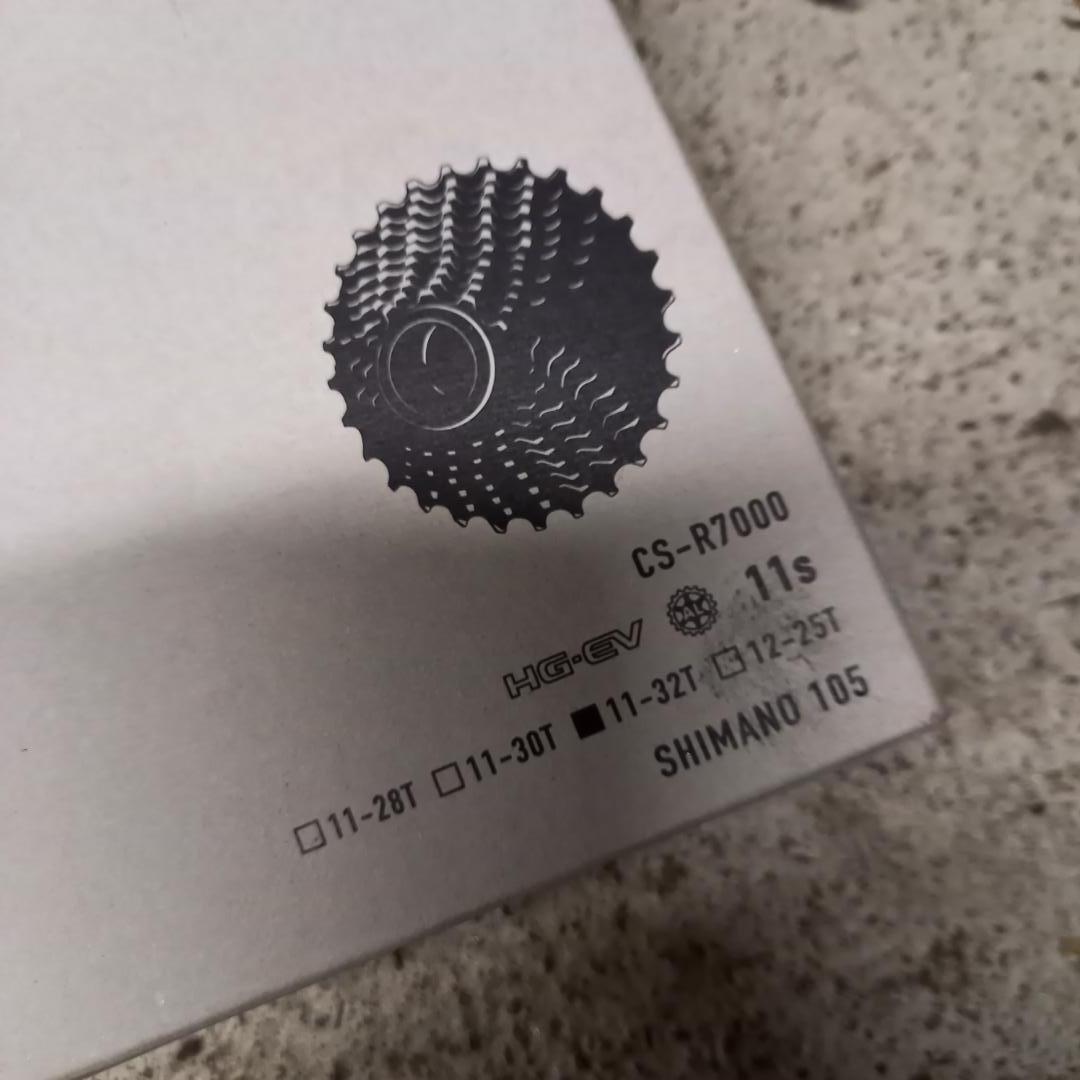 CS-R7000
HG-EV 11s
□11-28T □11-30T ■11-32T □12-25T
SHIMANO 105